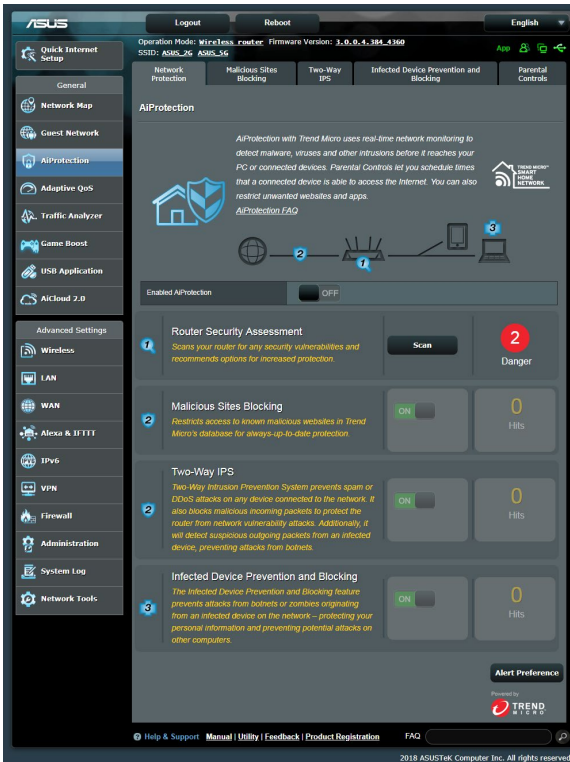 ASUS
Logout
Reboot
English
Quick Internet
Setup
Operation Mode: Wireless router Firmware Version: 3.0.0.4.384_4360
SSID: ASUS_2G ASUS_5G
App
General
Network Map
Guest Network
AiProtection
Adaptive QoS
Traffic Analyzer
Game Boost
USB Application
AiCloud 2.0
Advanced Settings
Wireless
LAN
WAN
Alexa & IFTTT
IPv6
VPN
Firewall
Administration
System Log
Network Tools
Network
Protection
Malicious Sites
Blocking
Two-Way
IPS
Infected Device Prevention and
Blocking
Parental
Controls
AiProtection
AiProtection with Trend Micro uses real-time network monitoring to
detect malware, viruses and other intrusions before it reaches your
PC or connected devices. Parental Controls let you schedule times
that a connected device is able to access the Internet. You can also
restrict unwanted websites and apps.
AiProtection FAQ
TREND MICRO™
SMART
HOME
NETWORK
3
2
1
Enabled AiProtection
OFF
1
Router Security Assessment
Scans your router for any security vulnerabilities and
recommends options for increased protection.
Scan
2
Danger
2
Malicious Sites Blocking
Restricts access to known malicious websites in Trend
Micro's database for always-up-to-date protection.
ON
0
Hits
2
Two-Way IPS
Two-Way Intrusion Prevention System prevents spam or
DDoS attacks on any device connected to the network. It
also blocks malicious incoming packets to protect the
router from network vulnerability attacks. Additionally, it
will detect suspicious outgoing packets from an infected
device, preventing attacks from botnets.
ON
0
Hits
3
Infected Device Prevention and Blocking
The Infected Device Prevention and Blocking feature
prevents attacks from botnets or zombies originating
from an infected device on the network – protecting your
personal information and preventing potential attacks on
other computers.
ON
0
Hits
Alert Preference
Powered by
TREND
MICRO
Help & Support Manual | Utility | Feedback | Product Registration
FAQ
2018 ASUSTeK Computer Inc. All rights reserved